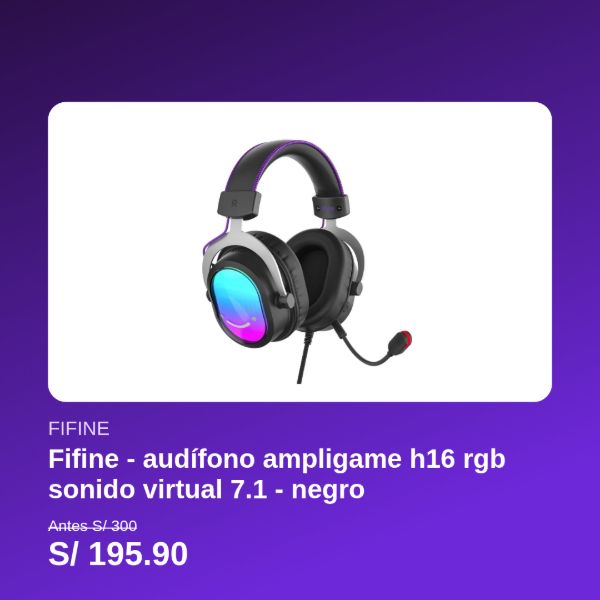 FIFINE
Fifine - audífono ampligame h16 rgb
sonido virtual 7.1 - negro
Antes S/ 300
S/ 195.90